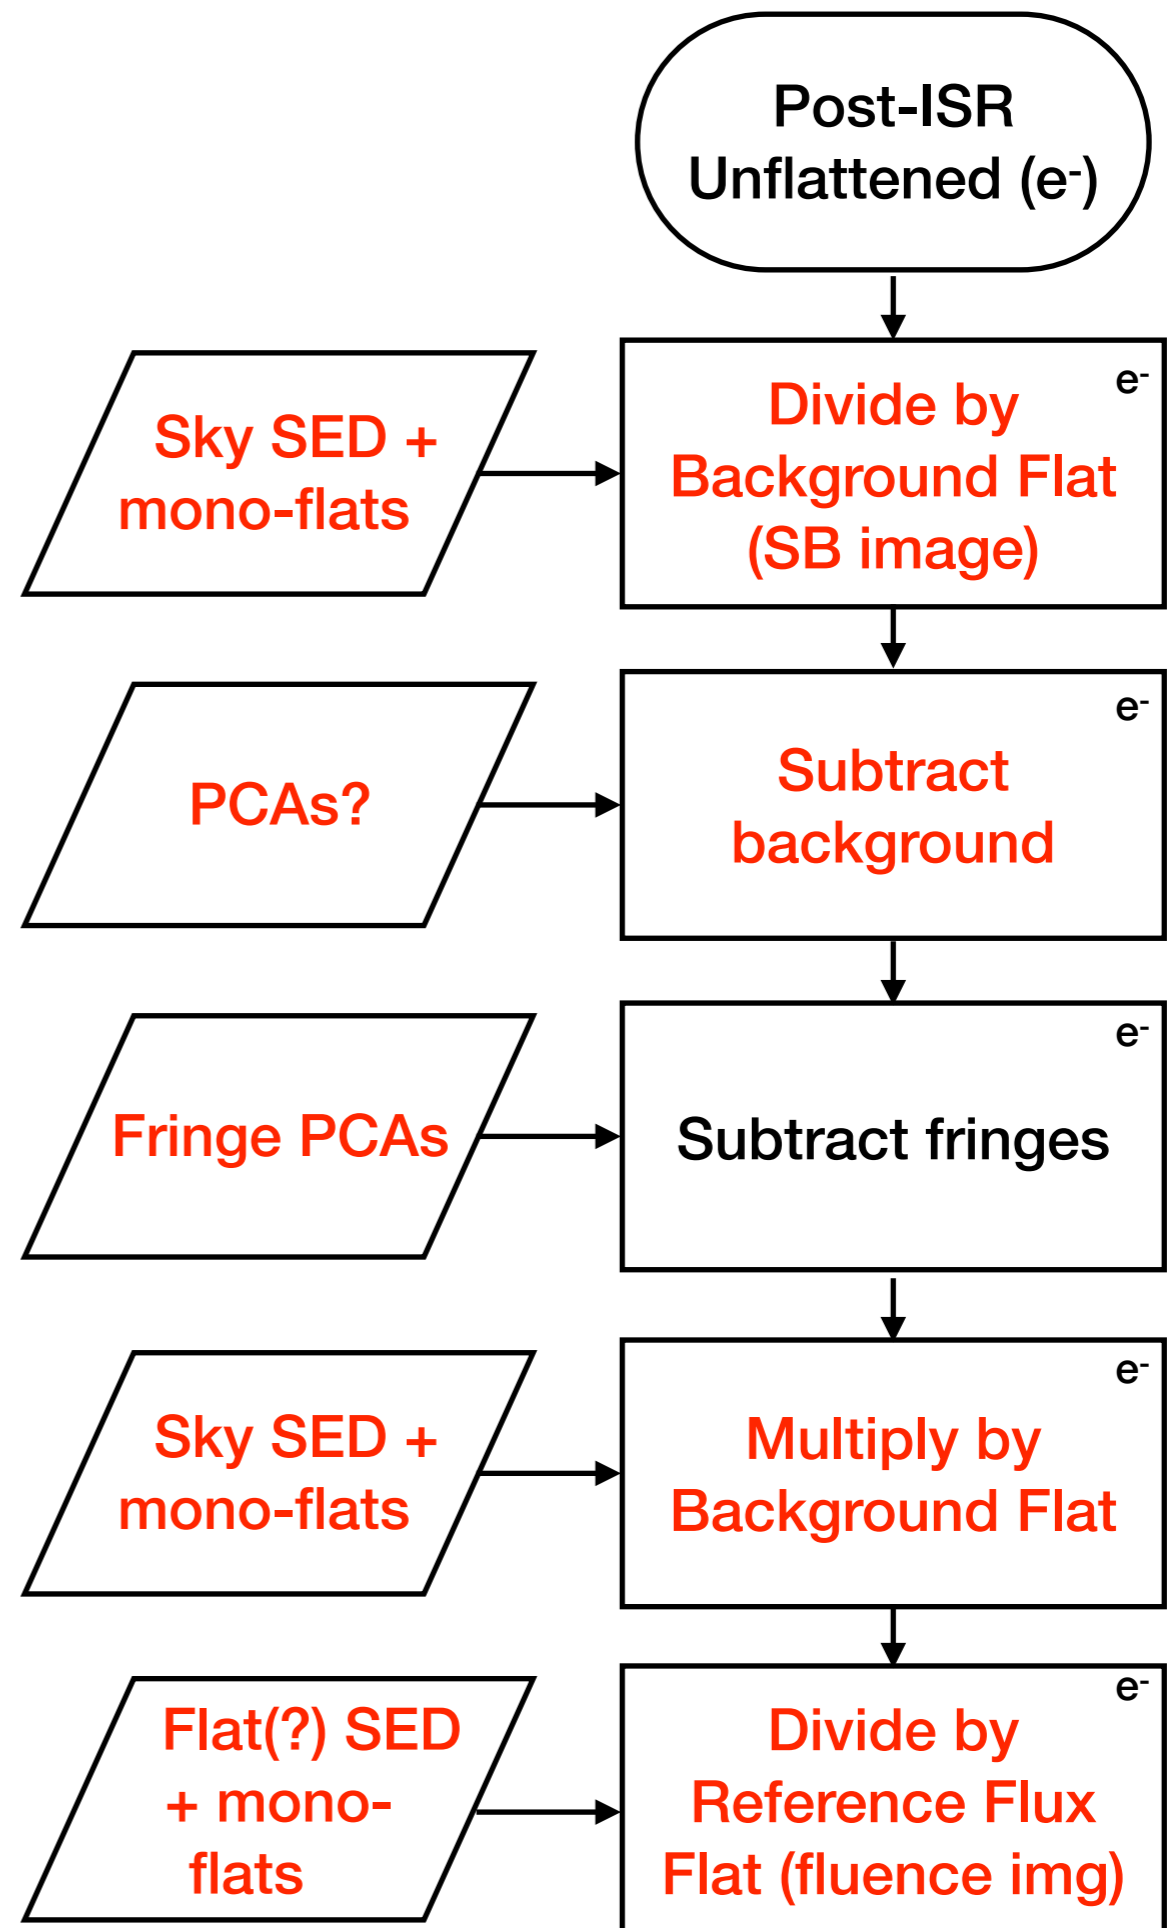 Post-ISR
Unflattened (e-)
Sky SED +
mono-flats
e-
Divide by
Background Flat
(SB image)
PCAs?
e-
Subtract
background
Fringe PCAs
e-
Subtract fringes
Sky SED +
mono-flats
e-
Multiply by
Background Flat
Flat(?) SED
+ mono-
flats
e-
Divide by
Reference Flux
Flat (fluence img)